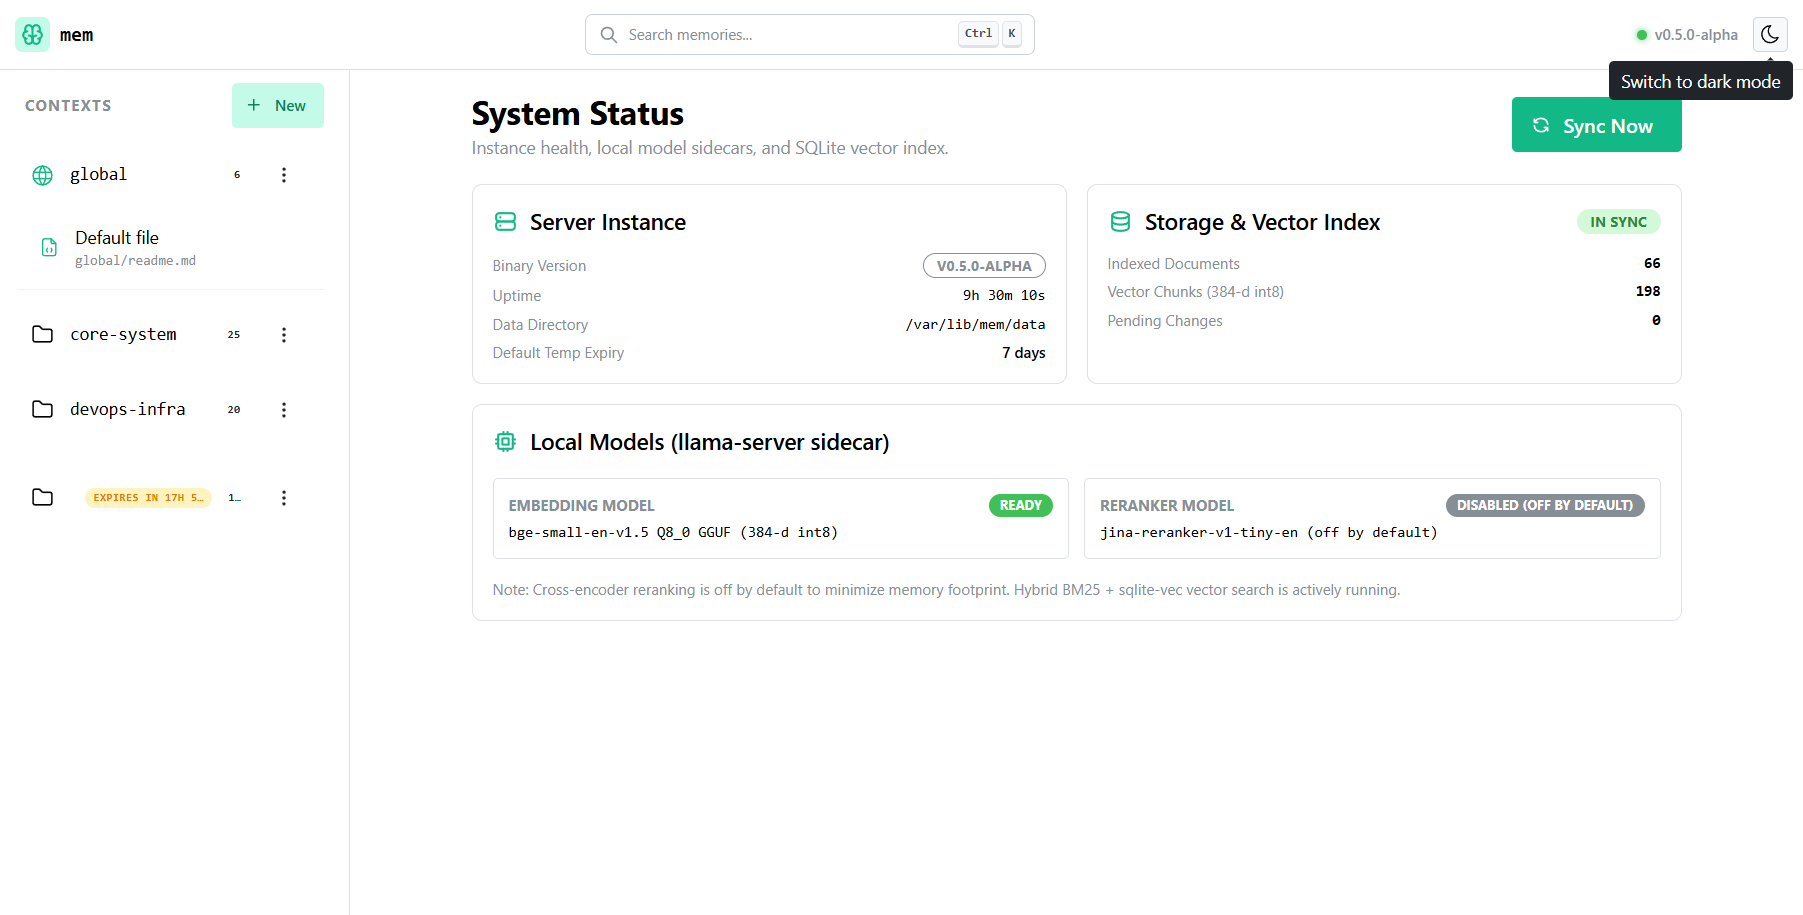 mem
Search memories...
Ctrl K
v0.5.0-alpha
Switch to dark mode
CONTEXTS
+ New
global 6
Default file
global/readme.md
core-system 25
devops-infra 20
EXPIRES IN 17H 5… 1…
System Status
Instance health, local model sidecars, and SQLite vector index.
Sync Now
Server Instance
Binary Version V0.5.0-ALPHA
Uptime 9h 30m 10s
Data Directory /var/lib/mem/data
Default Temp Expiry 7 days
Storage & Vector Index IN SYNC
Indexed Documents 66
Vector Chunks (384-d int8) 198
Pending Changes 0
Local Models (llama-server sidecar)
EMBEDDING MODEL READY
bge-small-en-v1.5 Q8_0 GGUF (384-d int8)
RERANKER MODEL DISABLED (OFF BY DEFAULT)
jina-reranker-v1-tiny-en (off by default)
Note: Cross-encoder reranking is off by default to minimize memory footprint. Hybrid BM25 + sqlite-vec vector search is actively running.